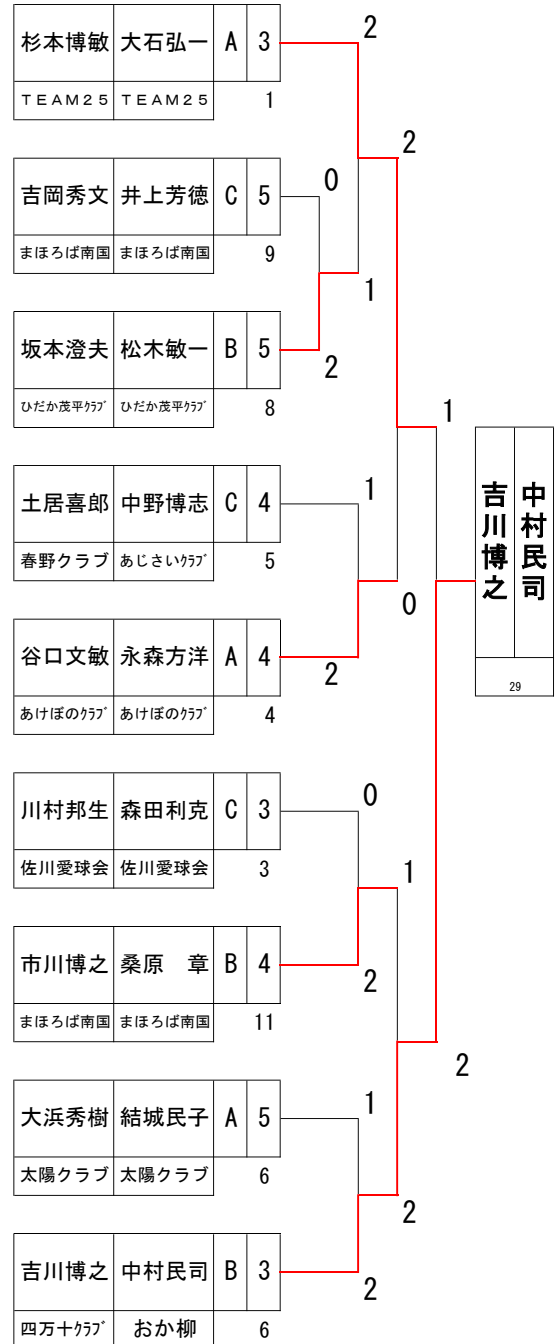 杉本博敏 大石弘一 A 3
ＴＥＡＭ２５ ＴＥＡＭ２５ 1
2
2
吉岡秀文 井上芳徳 C 5
まほろば南国 まほろば南国 9
0
1
坂本澄夫 松木敏一 B 5
ひだか茂平ｸﾗﾌﾞ ひだか茂平ｸﾗﾌﾞ 8
2
1
土居喜郎 中野博志 C 4
春野クラブ あじさいｸﾗﾌﾞ 5
1
0
谷口文敏 永森方洋 A 4
あけぼのｸﾗﾌﾞ あけぼのｸﾗﾌﾞ 4
2
中村民司
吉川博之
29
川村邦生 森田利克 C 3
佐川愛球会 佐川愛球会 3
0
1
市川博之 桑原　章 B 4
まほろば南国 まほろば南国 11
2
2
大浜秀樹 結城民子 A 5
太陽クラブ 太陽クラブ 6
1
2
吉川博之 中村民司 B 3
四万十ｸﾗﾌﾞ おか柳 6
2